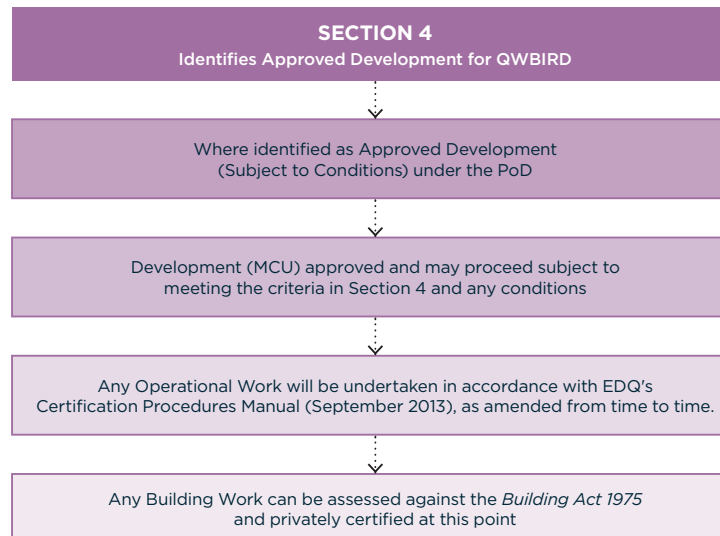 SECTION 4
Identifies Approved Development for QWBIRD
Where identified as Approved Development
(Subject to Conditions) under the PoD
Development (MCU) approved and may proceed subject to
meeting the criteria in Section 4 and any conditions
Any Operational Work will be undertaken in accordance with EDQ's
Certification Procedures Manual (September 2013), as amended from time to time.
Any Building Work can be assessed against the Building Act 1975
and privately certified at this point